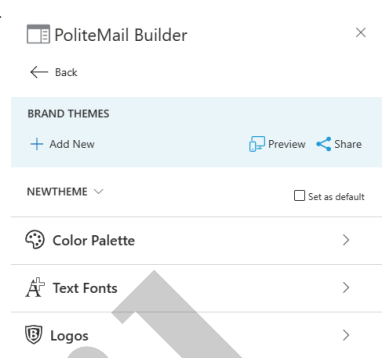 PoliteMail Builder
Back
BRAND THEMES
Add New Preview Share
NEWTHEME Set as default
Color Palette
Text Fonts
Logos